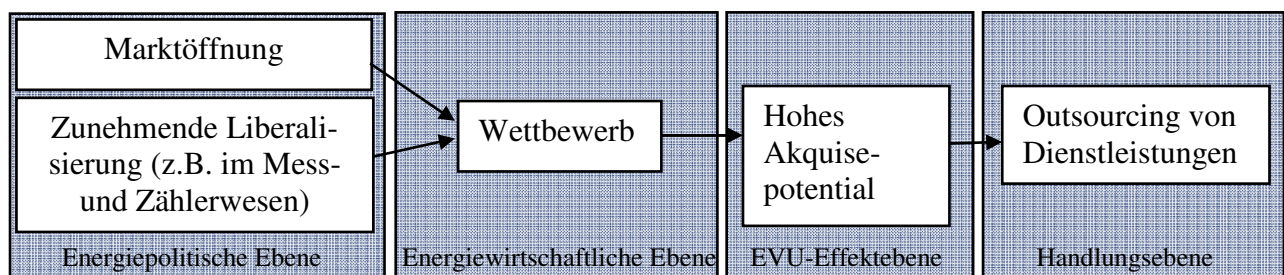 Marktöffnung
Zunehmende Liberali-
sierung (z.B. im Mess-
und Zählerwesen)
Energiepolitische Ebene
Wettbewerb
Energiewirtschaftliche Ebene
Hohes
Akquise-
potential
EVU-Effektebene
Outsourcing von
Dienstleistungen
Handlungsebene